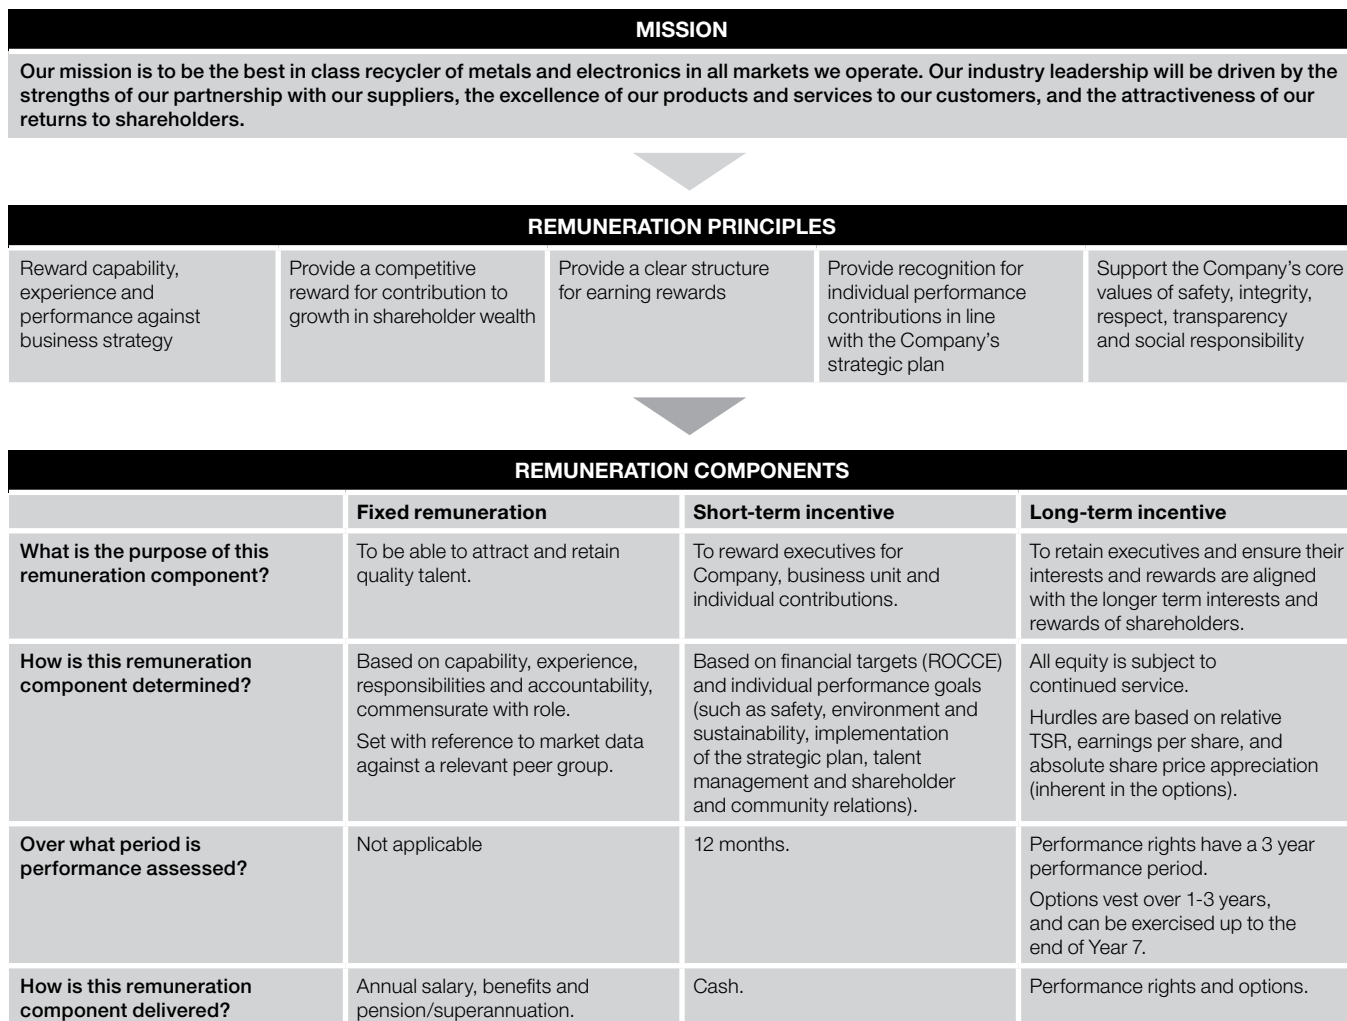 MISSION
Our mission is to be the best in class recycler of metals and electronics in all markets we operate. Our industry leadership will be driven by the
strengths of our partnership with our suppliers, the excellence of our products and services to our customers, and the attractiveness of our
returns to shareholders.
REMUNERATION PRINCIPLES
Reward capability,
experience and
performance against
business strategy
Provide a competitive
reward for contribution to
growth in shareholder wealth
Provide a clear structure
for earning rewards
Provide recognition for
individual performance
contributions in line
with the Company's
strategic plan
Support the Company's core
values of safety, integrity,
respect, transparency
and social responsibility
REMUNERATION COMPONENTS
Fixed remuneration
Short-term incentive
Long-term incentive
What is the purpose of this
remuneration component?
To be able to attract and retain
quality talent.
To reward executives for
Company, business unit and
individual contributions.
To retain executives and ensure their
interests and rewards are aligned
with the longer term interests and
rewards of shareholders.
How is this remuneration
component determined?
Based on capability, experience,
responsibilities and accountability,
commensurate with role.
Set with reference to market data
against a relevant peer group.
Based on financial targets (ROCCE)
and individual performance goals
(such as safety, environment and
sustainability, implementation
of the strategic plan, talent
management and shareholder
and community relations).
All equity is subject to
continued service.
Hurdles are based on relative
TSR, earnings per share, and
absolute share price appreciation
(inherent in the options).
Over what period is
performance assessed?
Not applicable
12 months.
Performance rights have a 3 year
performance period.
Options vest over 1-3 years,
and can be exercised up to the
end of Year 7.
How is this remuneration
component delivered?
Annual salary, benefits and
pension/superannuation.
Cash.
Performance rights and options.